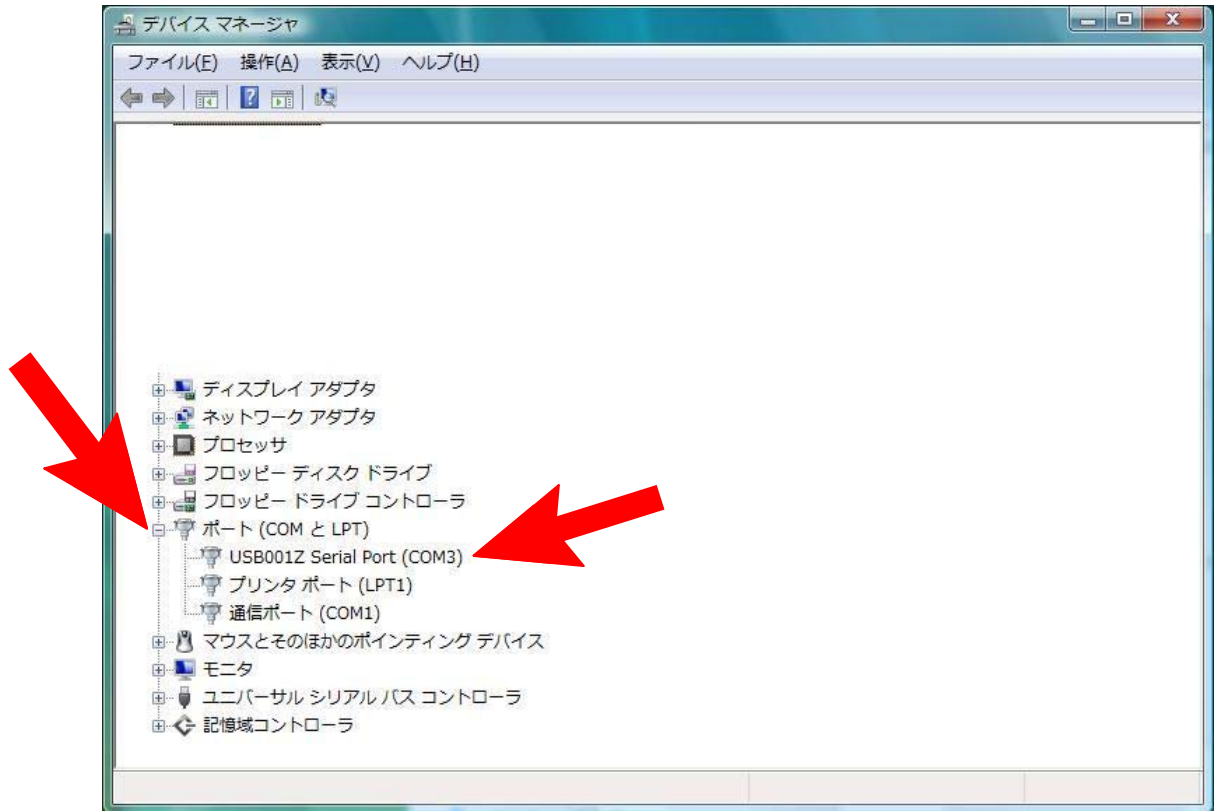 デバイス マネージャ
ファイル(F) 操作(A) 表示(V) ヘルプ(H)
ディスプレイ アダプタ
ネットワーク アダプタ
プロセッサ
フロッピー ディスク ドライブ
フロッピー ドライブ コントローラ
ポート (COM と LPT)
USB001Z Serial Port (COM3)
プリンタ ポート (LPT1)
通信ポート (COM1)
マウスとそのほかのポインティング デバイス
モニタ
ユニバーサル シリアル バス コントローラ
記憶域コントローラ